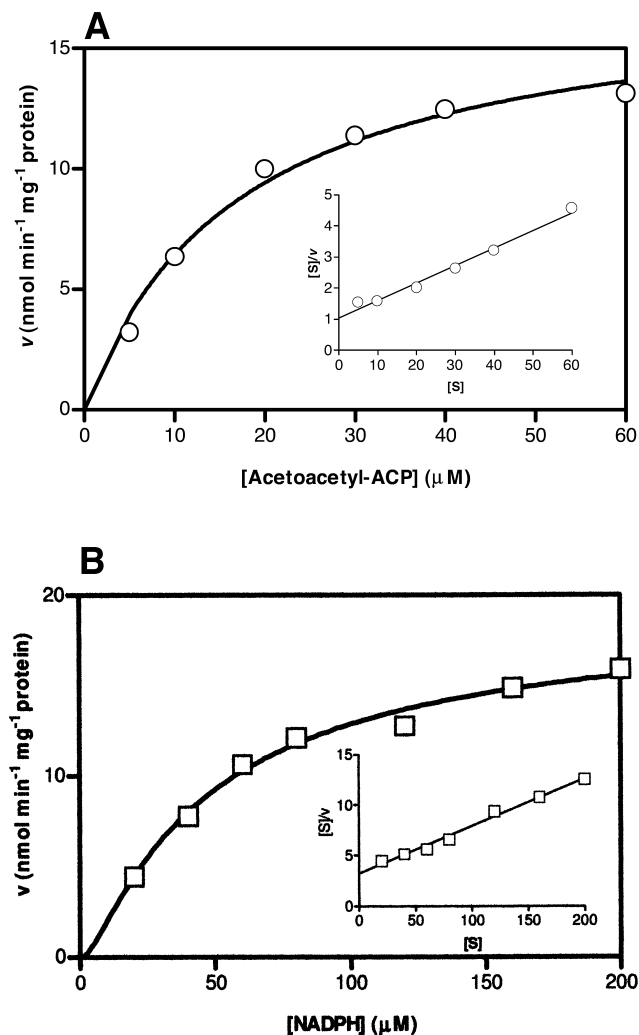 A
15
10
5
0
v (nmol min⁻¹ mg⁻¹ protein)
0 10 20 30 40 50 60
[Acetoacetyl-ACP] (μM)
5
4
3
2
1
0
[S]/v
0 10 20 30 40 50 60
[S]
B
20
10
0
v (nmol min⁻¹ mg⁻¹ protein)
0 50 100 150 200
[NADPH] (μM)
15
10
5
0
[S]/v
0 50 100 150 200
[S]